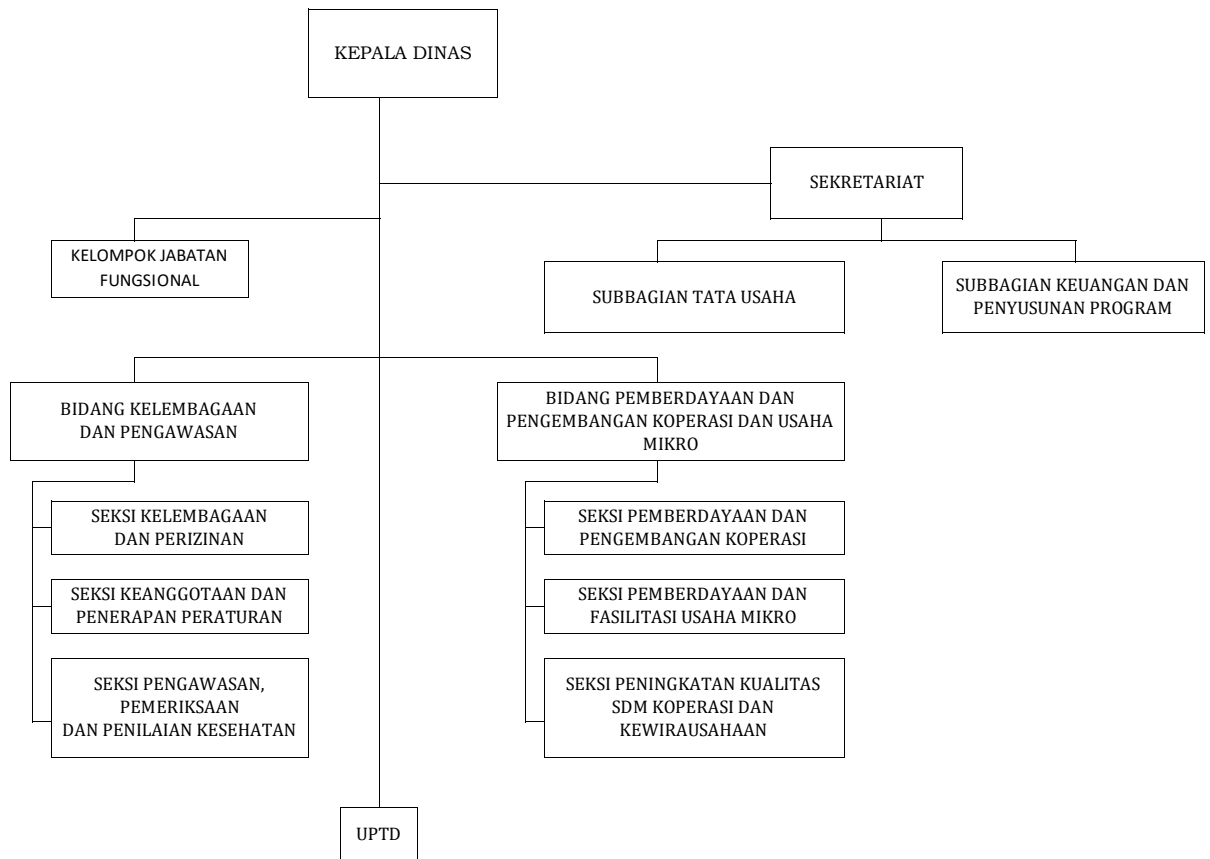 KEPALA DINAS
SEKRETARIAT
KELOMPOK JABATAN
FUNGSIONAL
SUBBAGIAN TATA USAHA
SUBBAGIAN KEUANGAN DAN
PENYUSUNAN PROGRAM
BIDANG KELEMBAGAAN
DAN PENGAWASAN
BIDANG PEMBERDAYAAN DAN
PENGEMBANGAN KOPERASI DAN USAHA
MIKRO
SEKSI KELEMBAGAAN
DAN PERIZINAN
SEKSI PEMBERDAYAAN DAN
PENGEMBANGAN KOPERASI
SEKSI KEANGGOTAAN DAN
PENERAPAN PERATURAN
SEKSI PEMBERDAYAAN DAN
FASILITASI USAHA MIKRO
SEKSI PENGAWASAN,
PEMERIKSAAN
DAN PENILAIAN KESEHATAN
SEKSI PENINGKATAN KUALITAS
SDM KOPERASI DAN
KEWIRAUSAHAAN
UPTD